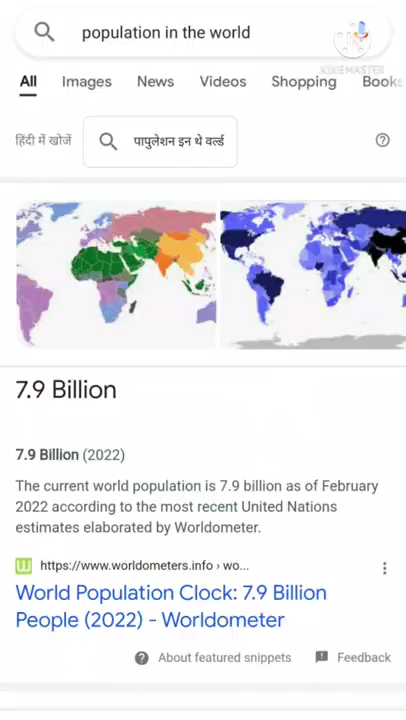 population in the world
KINEMASTER
All Images News Videos Shopping Books
हिंदी में खोजें पापुलेशन इन थे वर्ल्ड
7.9 Billion
7.9 Billion (2022)
The current world population is 7.9 billion as of February
2022 according to the most recent United Nations
estimates elaborated by Worldometer.
https://www.worldometers.info › wo...
World Population Clock: 7.9 Billion
People (2022) - Worldometer
About featured snippets Feedback